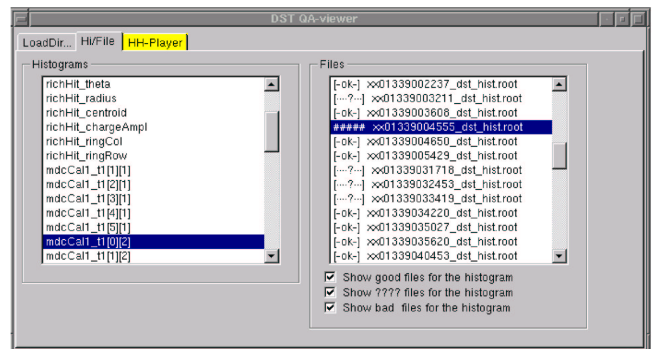 DST QA-viewer
LoadDir... Hi/File HH-Player
Histograms
richHit_theta
richHit_radius
richHit_centroid
richHit_chargeAmpl
richHit_ringCol
richHit_ringRow
mdcCal1_t1[1][1]
mdcCal1_t1[2][1]
mdcCal1_t1[3][1]
mdcCal1_t1[4][1]
mdcCal1_t1[5][1]
mdcCal1_t1[0][2]
mdcCal1_t1[1][2]
Files
[-ok-] xx01339002237_dst_hist.root
[---?---] xx01339003211_dst_hist.root
[-ok-] xx01339003608_dst_hist.root
##### xx01339004555_dst_hist.root
[-ok-] xx01339004650_dst_hist.root
[-ok-] xx01339005429_dst_hist.root
[---?---] xx01339031718_dst_hist.root
[---?---] xx01339032453_dst_hist.root
[---?---] xx01339033419_dst_hist.root
[-ok-] xx01339034220_dst_hist.root
[-ok-] xx01339035027_dst_hist.root
[-ok-] xx01339035620_dst_hist.root
[-ok-] xx01339040453_dst_hist.root
Show good files for the histogram
Show ???? files for the histogram
Show bad files for the histogram